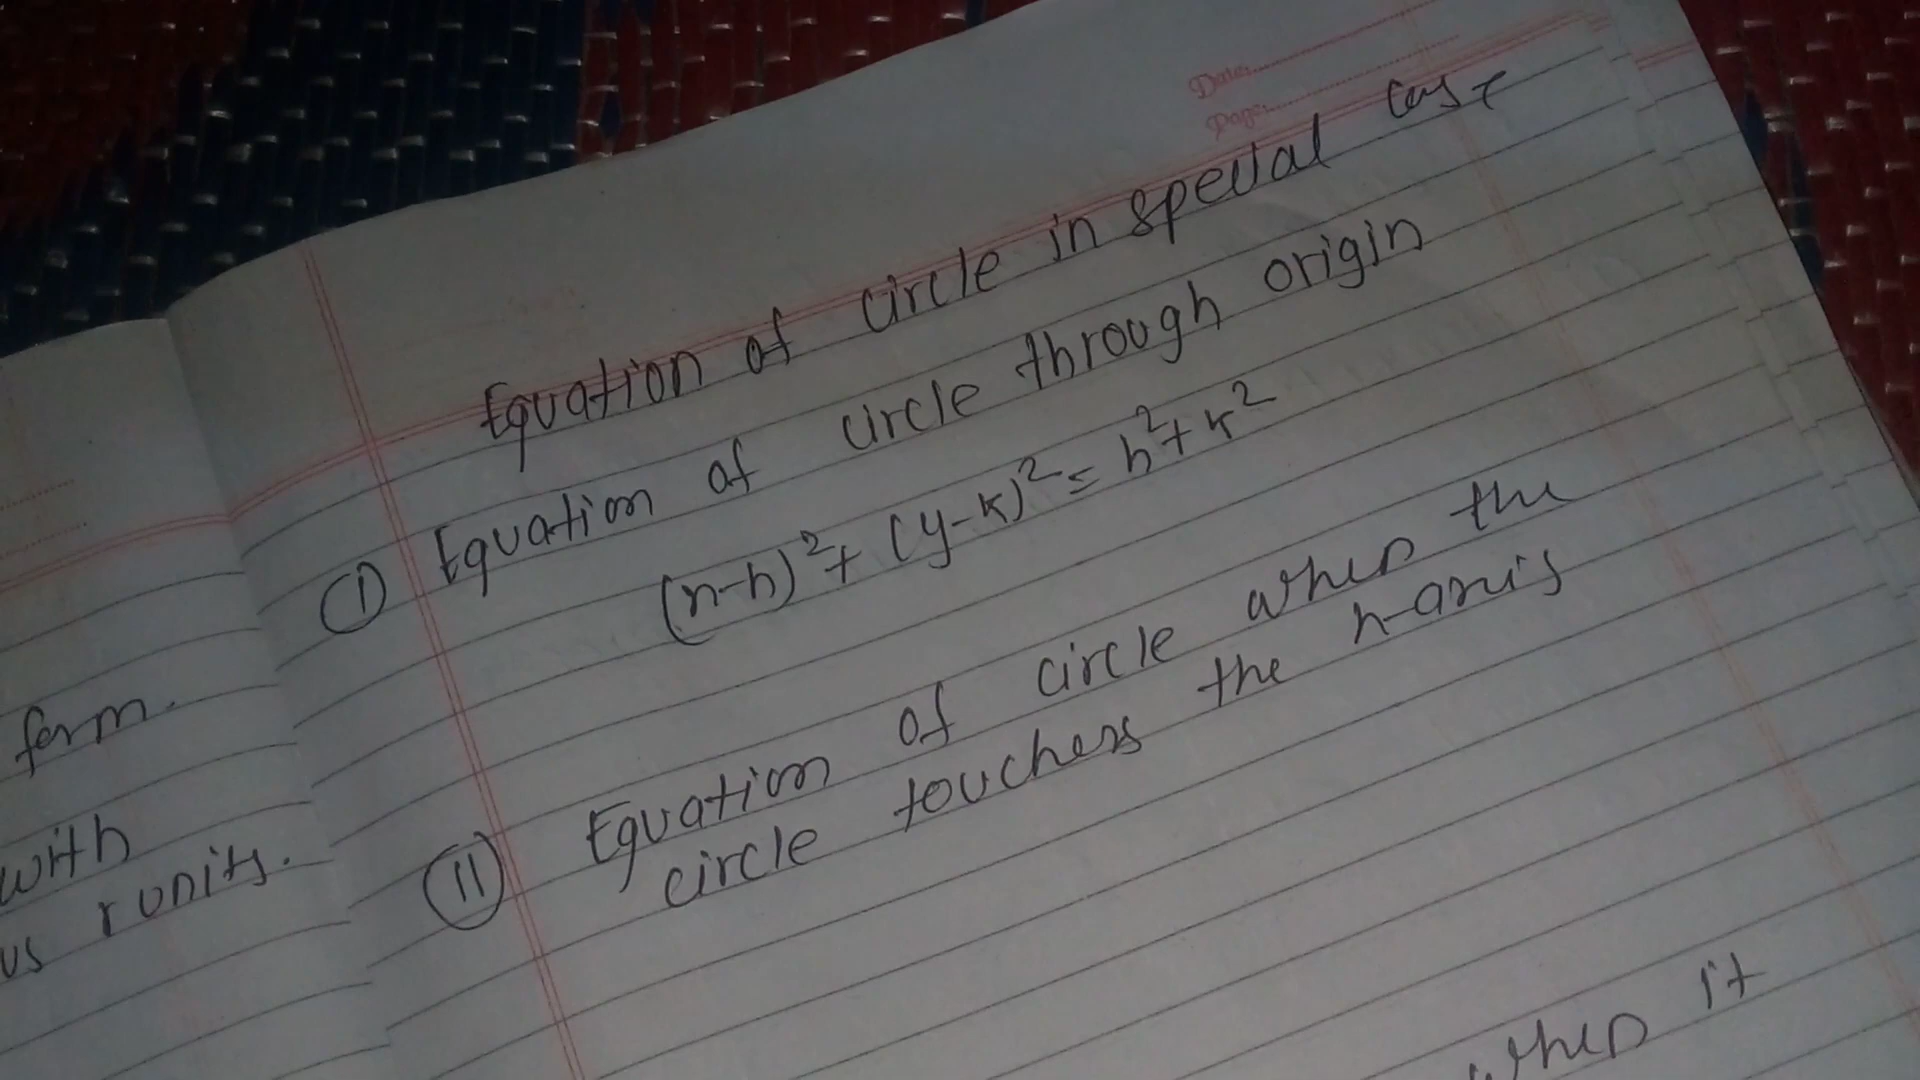 form.
with
us r units.
Date:
Page:
Equation of circle in special case
(I) Equation of circle through origin
(x-h)²+(y-k)²=h²+k²
(II) Equation of circle when the
circle touchess the x-axis
when it